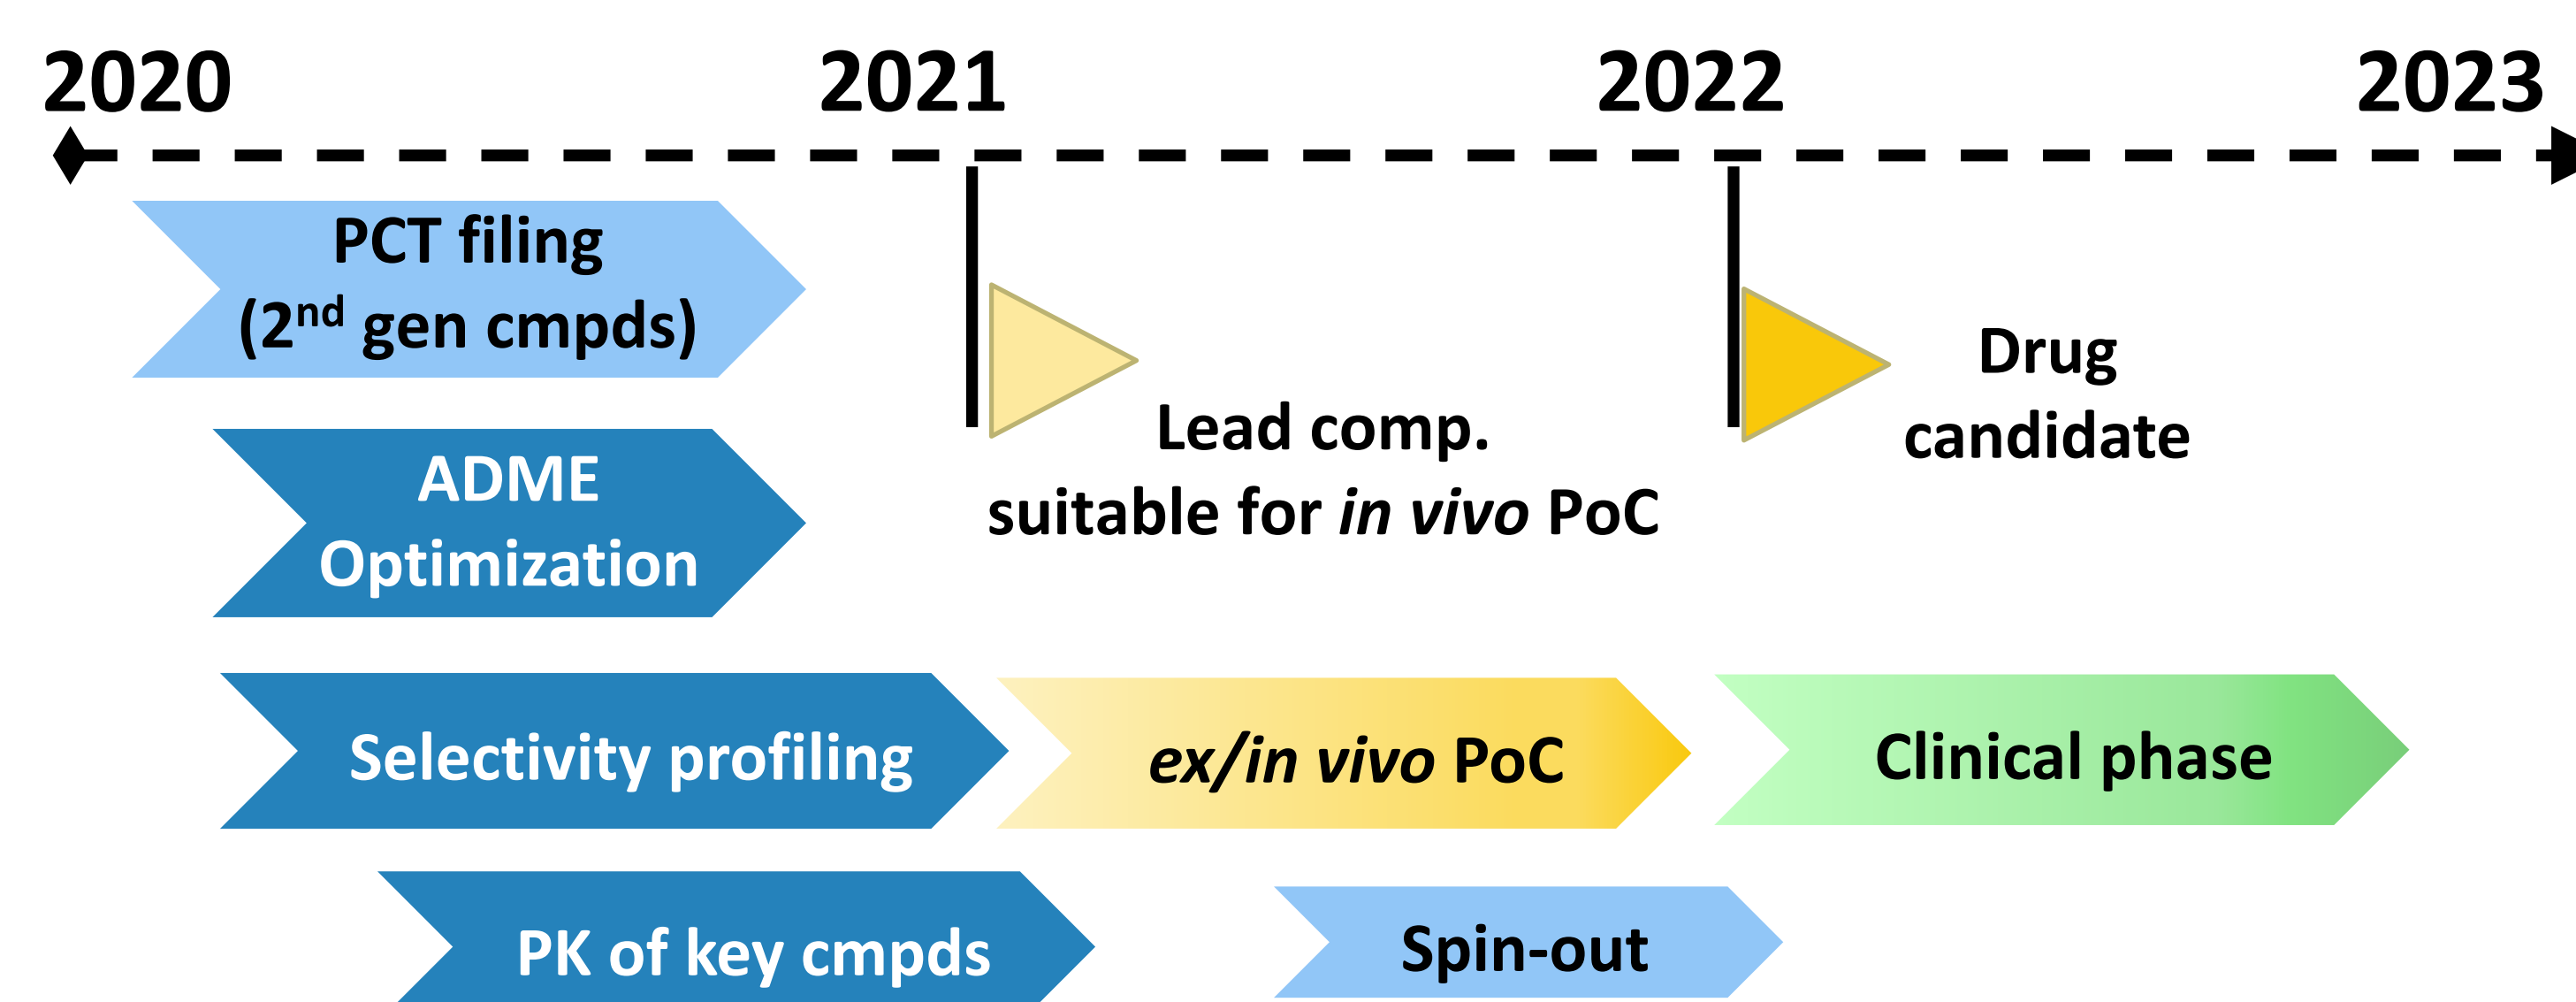 2020
2021
2022
2023
PCT filing
(2nd gen cmpds)
Drug
candidate
Lead comp.
suitable for in vivo PoC
ADME
Optimization
Selectivity profiling
ex/in vivo PoC
Clinical phase
PK of key cmpds
Spin-out